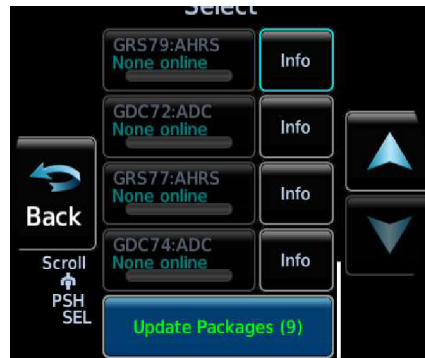 Select
GRS79:AHRS
None online
Info
GDC72:ADC
None online
Info
GRS77:AHRS
None online
Info
GDC74:ADC
None online
Info
Back
Scroll
PSH
SEL
Update Packages (9)